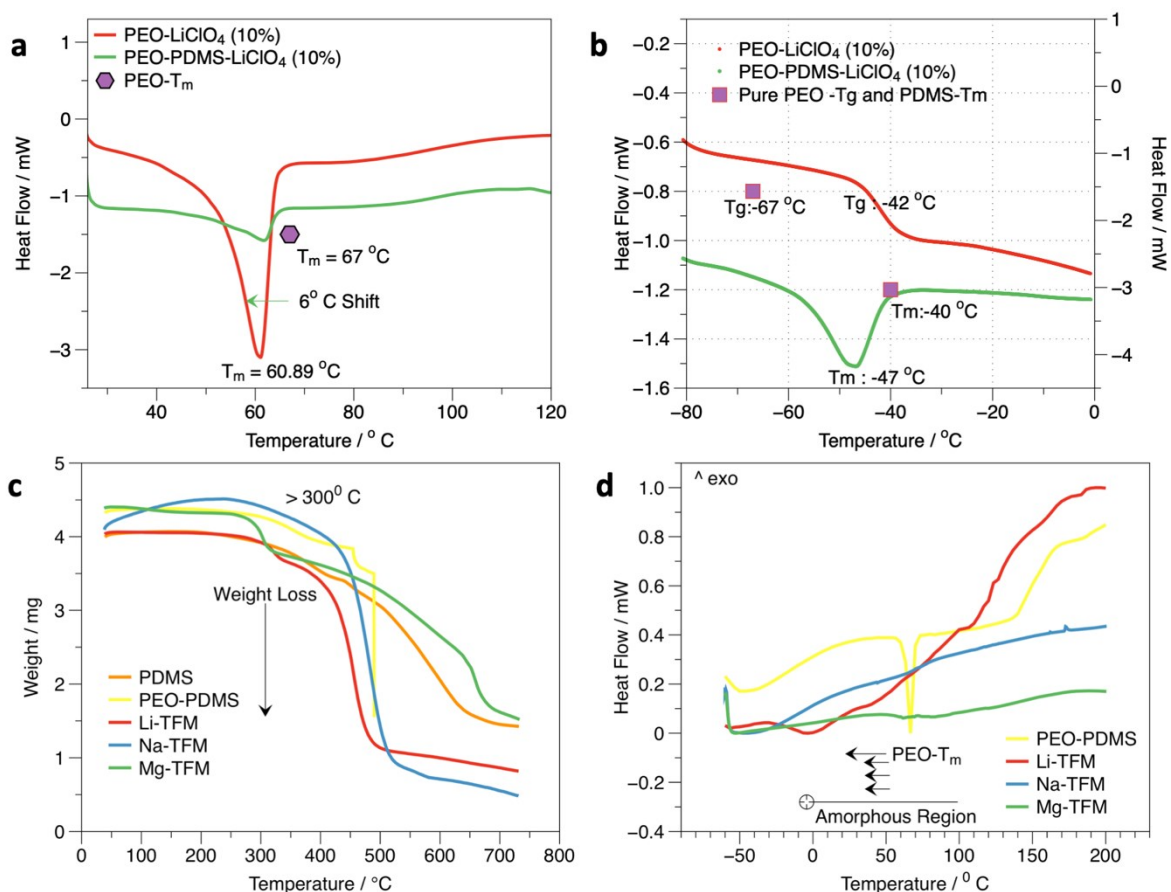 a
PEO-LiClO4 (10%)
PEO-PDMS-LiClO4 (10%)
PEO-Tm
1
0
−1
−2
−3
Heat Flow / mW
Tm = 67 °C
6° C Shift
Tm = 60.89 °C
40
60
80
100
120
Temperature / ° C
b
PEO-LiClO4 (10%)
PEO-PDMS-LiClO4 (10%)
Pure PEO -Tg and PDMS-Tm
−0.2
−0.4
−0.6
−0.8
−1.0
−1.2
−1.4
−1.6
Heat Flow / mW
Tg:-67 °C
Tg : -42 °C
Tm:-40 °C
Tm : -47 °C
1
0
−1
−2
−3
−4
Heat Flow / mW
−80
−60
−40
−20
0
Temperature / ° C
c
> 300⁰ C
5
4
3
2
1
0
Weight / mg
Weight Loss
PDMS
PEO-PDMS
Li-TFM
Na-TFM
Mg-TFM
0
100
200
300
400
500
600
700
800
Temperature / °C
d
^ exo
1.0
0.8
0.6
0.4
0.2
0
−0.2
−0.4
Heat Flow / mW
PEO-Tm
Amorphous Region
PEO-PDMS
Li-TFM
Na-TFM
Mg-TFM
−50
0
50
100
150
200
Temperature / ⁰ C